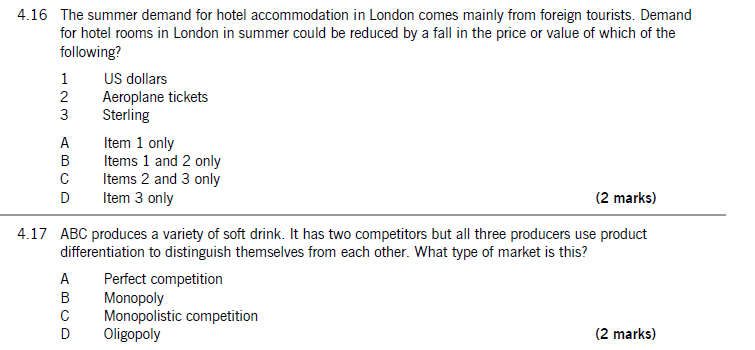 4.16 The summer demand for hotel accommodation in London comes mainly from foreign tourists. Demand
for hotel rooms in London in summer could be reduced by a fall in the price or value of which of the
following?
1 US dollars
2 Aeroplane tickets
3 Sterling
A Item 1 only
B Items 1 and 2 only
C Items 2 and 3 only
D Item 3 only (2 marks)
4.17 ABC produces a variety of soft drink. It has two competitors but all three producers use product
differentiation to distinguish themselves from each other. What type of market is this?
A Perfect competition
B Monopoly
C Monopolistic competition
D Oligopoly (2 marks)